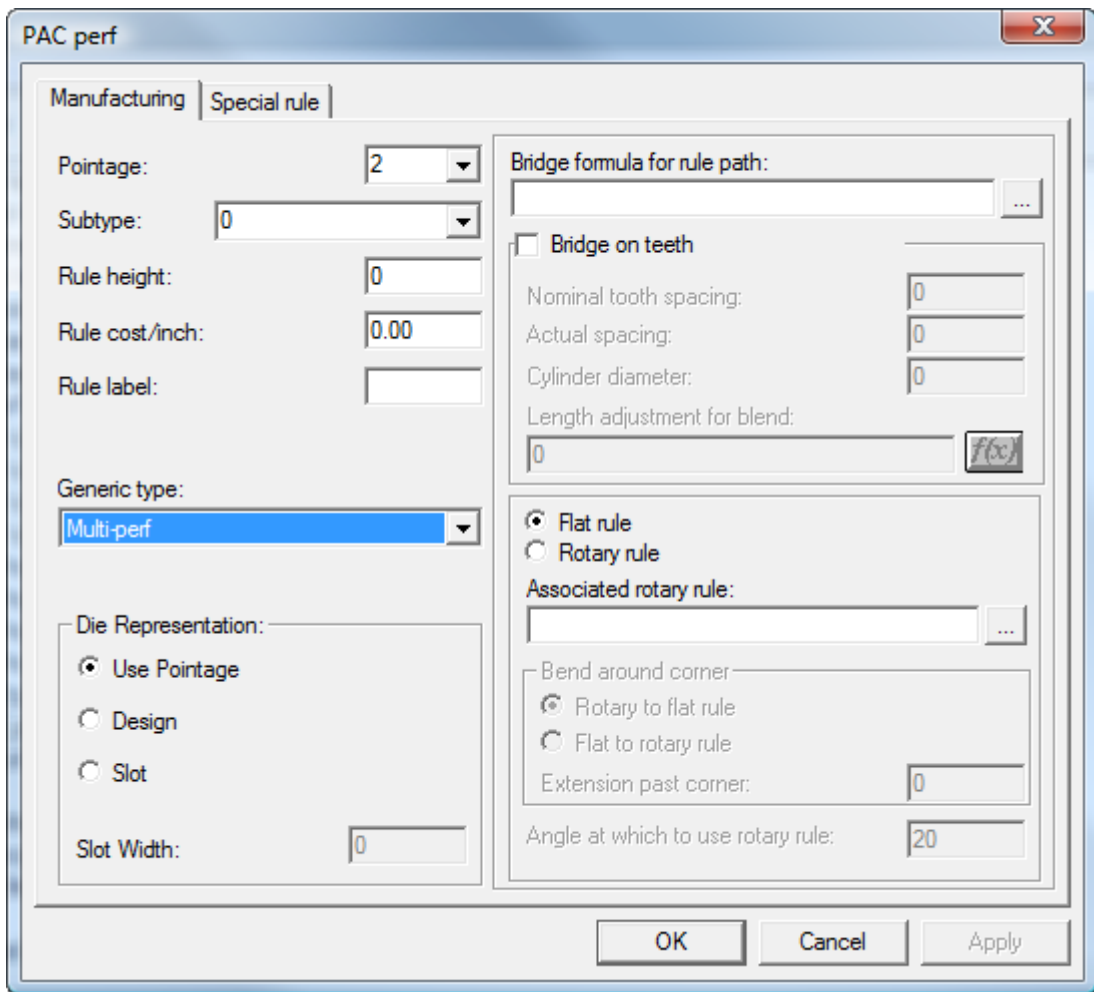 PAC perf
Manufacturing
Special rule
Pointage:
2
Subtype:
0
Rule height:
0
Rule cost/inch:
0.00
Rule label:
Generic type:
Multi-perf
Die Representation:
Use Pointage
Design
Slot
Slot Width:
0
Bridge formula for rule path:
...
Bridge on teeth
Nominal tooth spacing:
0
Actual spacing:
0
Cylinder diameter:
0
Length adjustment for blend:
0
f(x)
Flat rule
Rotary rule
Associated rotary rule:
...
Bend around corner
Rotary to flat rule
Flat to rotary rule
Extension past corner:
0
Angle at which to use rotary rule:
20
OK
Cancel
Apply